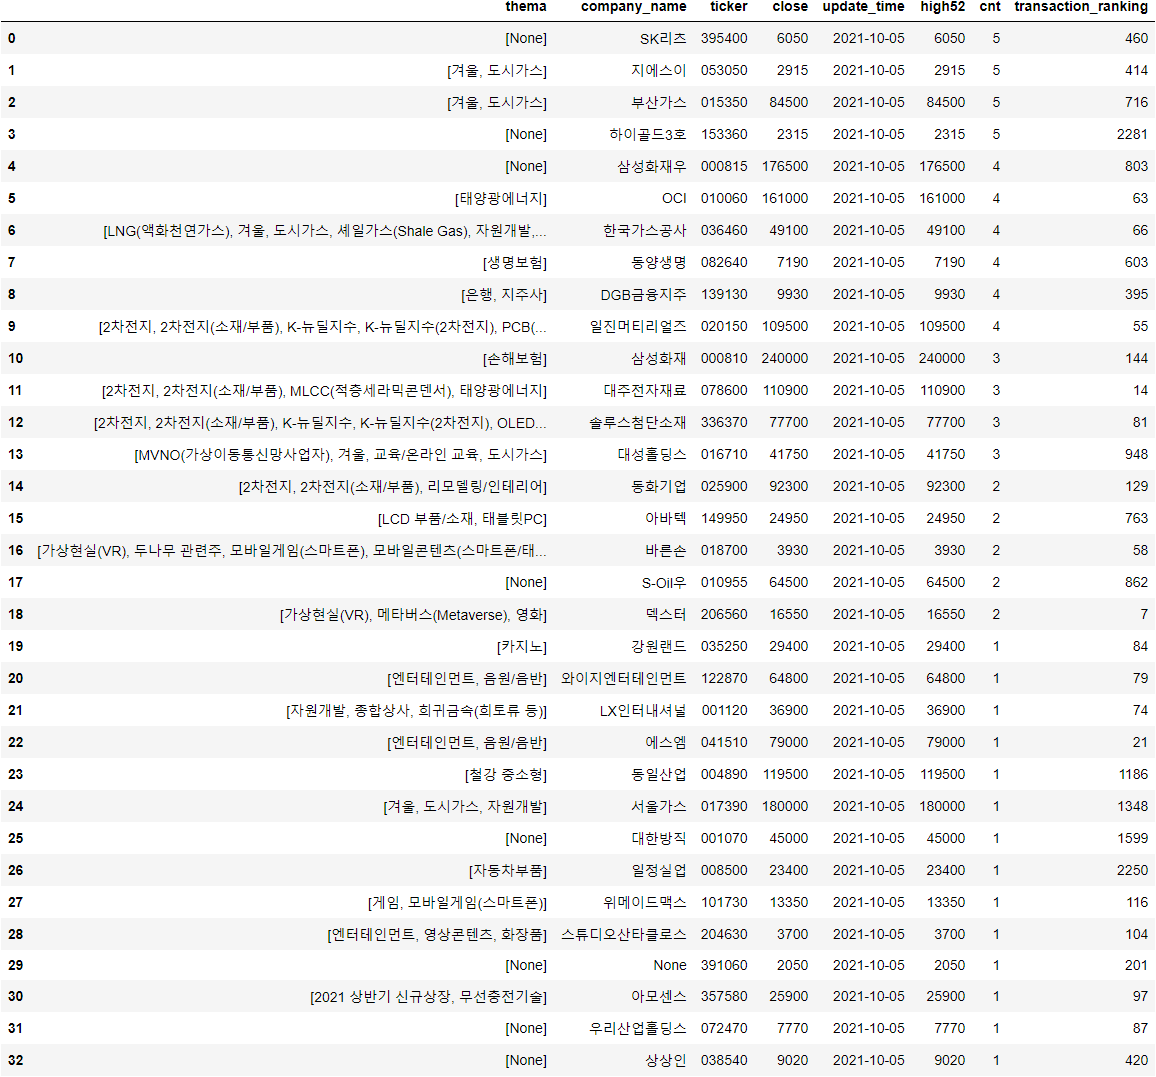 thema company_name ticker close update_time high52 cnt transaction_ranking
0 [None] SK리츠 395400 6050 2021-10-05 6050 5 460
1 [겨울, 도시가스] 지에스이 053050 2915 2021-10-05 2915 5 414
2 [겨울, 도시가스] 부산가스 015350 84500 2021-10-05 84500 5 716
3 [None] 하이골드3호 153360 2315 2021-10-05 2315 5 2281
4 [None] 삼성화재우 000815 176500 2021-10-05 176500 4 803
5 [태양광에너지] OCI 010060 161000 2021-10-05 161000 4 63
6 [LNG(액화천연가스), 겨울, 도시가스, 셰일가스(Shale Gas), 자원개발,... 한국가스공사 036460 49100 2021-10-05 49100 4 66
7 [생명보험] 동양생명 082640 7190 2021-10-05 7190 4 603
8 [은행, 지주사] DGB금융지주 139130 9930 2021-10-05 9930 4 395
9 [2차전지, 2차전지(소재/부품), K-뉴딜지수, K-뉴딜지수(2차전지), PCB(... 일진머티리얼즈 020150 109500 2021-10-05 109500 4 55
10 [손해보험] 삼성화재 000810 240000 2021-10-05 240000 3 144
11 [2차전지, 2차전지(소재/부품), MLCC(적층세라믹콘덴서), 태양광에너지] 대주전자재료 078600 110900 2021-10-05 110900 3 14
12 [2차전지, 2차전지(소재/부품), K-뉴딜지수, K-뉴딜지수(2차전지), OLED... 솔루스첨단소재 336370 77700 2021-10-05 77700 3 81
13 [MVNO(가상이동통신망사업자), 겨울, 교육/온라인 교육, 도시가스] 대성홀딩스 016710 41750 2021-10-05 41750 3 948
14 [2차전지, 2차전지(소재/부품), 리모델링/인테리어] 동화기업 025900 92300 2021-10-05 92300 2 129
15 [LCD 부품/소재, 태블릿PC] 아바텍 149950 24950 2021-10-05 24950 2 763
16 [가상현실(VR), 두나무 관련주, 모바일게임(스마트폰), 모바일콘텐츠(스마트폰/태... 바른손 018700 3930 2021-10-05 3930 2 58
17 [None] S-Oil우 010955 64500 2021-10-05 64500 2 862
18 [가상현실(VR), 메타버스(Metaverse), 영화] 덱스터 206560 16550 2021-10-05 16550 2 7
19 [카지노] 강원랜드 035250 29400 2021-10-05 29400 1 84
20 [엔터테인먼트, 음원/음반] 와이지엔터테인먼트 122870 64800 2021-10-05 64800 1 79
21 [자원개발, 종합상사, 희귀금속(희토류 등)] LX인터내셔널 001120 36900 2021-10-05 36900 1 74
22 [엔터테인먼트, 음원/음반] 에스엠 041510 79000 2021-10-05 79000 1 21
23 [철강 중소형] 동일산업 004890 119500 2021-10-05 119500 1 1186
24 [겨울, 도시가스, 자원개발] 서울가스 017390 180000 2021-10-05 180000 1 1348
25 [None] 대한방직 001070 45000 2021-10-05 45000 1 1599
26 [자동차부품] 일정실업 008500 23400 2021-10-05 23400 1 2250
27 [게임, 모바일게임(스마트폰)] 위메이드맥스 101730 13350 2021-10-05 13350 1 116
28 [엔터테인먼트, 영상콘텐츠, 화장품] 스튜디오산타클로스 204630 3700 2021-10-05 3700 1 104
29 [None] None 391060 2050 2021-10-05 2050 1 201
30 [2021 상반기 신규상장, 무선충전기술] 아모센스 357580 25900 2021-10-05 25900 1 97
31 [None] 우리산업홀딩스 072470 7770 2021-10-05 7770 1 87
32 [None] 상상인 038540 9020 2021-10-05 9020 1 420